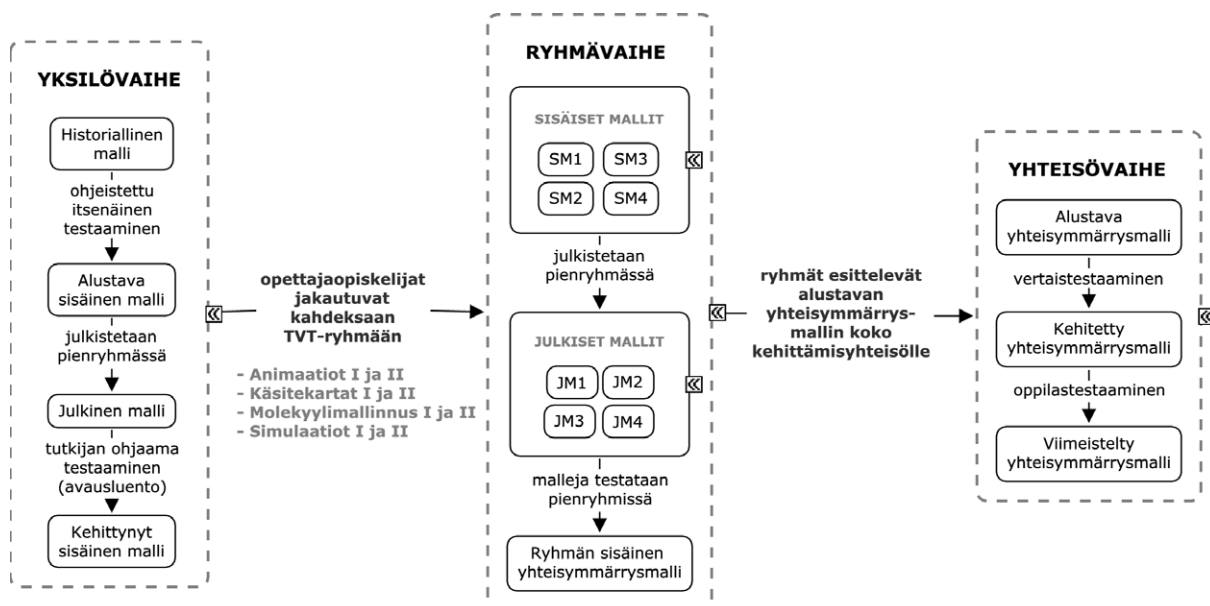 YKSILÖVAIHE
Historiallinen
malli
ohjeistettu
itsenäinen
testaaminen
Alustava
sisäinen malli
julkistetaan
pienryhmässä
Julkinen malli
tutkijan ohjaama
testaaminen
(avausluento)
Kehittynyt
sisäinen malli
opettajaopiskelijat
jakautuvat
kahdeksaan
TVT-ryhmään
- Animaatiot I ja II
- Käsitekartat I ja II
- Molekyylimallinnus I ja II
- Simulaatiot I ja II
RYHMÄVAIHE
SISÄISET MALLIT
SM1 SM3
SM2 SM4
julkistetaan
pienryhmässä
JULKISET MALLIT
JM1 JM2
JM3 JM4
malleja testataan
pienryhmissä
Ryhmän sisäinen
yhteisymmärrysmalli
ryhmät esittelevät
alustavan
yhteisymmärrys-
mallin koko
kehittämisyhteisölle
YHTEISÖVAIHE
Alustava
yhteisymmärrysmalli
vertaistestaaminen
Kehitetty
yhteisymmärrysmalli
oppilastestaaminen
Viimeistelty
yhteisymmärrysmalli